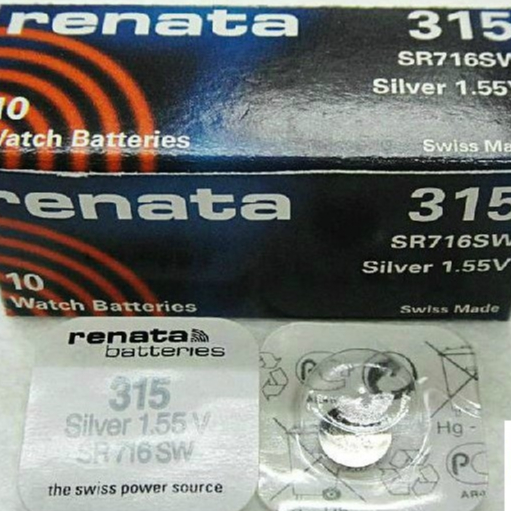 renata
315
SR716SW
Silver 1.55V
10
Watch Batteries
Swiss Ma
renata
315
SR716SW
Silver 1.55V
10
Watch Batteries
Swiss Made
renata
batteries
315
Silver 1.55 V
SR716SW
the swiss power source
Hg -